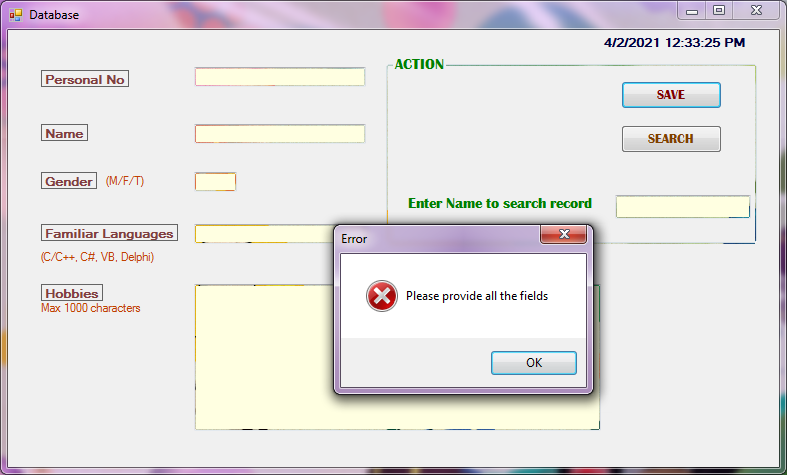 Database
4/2/2021 12:33:25 PM
ACTION
Personal No
SAVE
Name
SEARCH
Gender (M/F/T)
Enter Name to search record
Familiar Languages
(C/C++, C#, VB, Delphi)
Hobbies
Max 1000 characters
Error
Please provide all the fields
OK